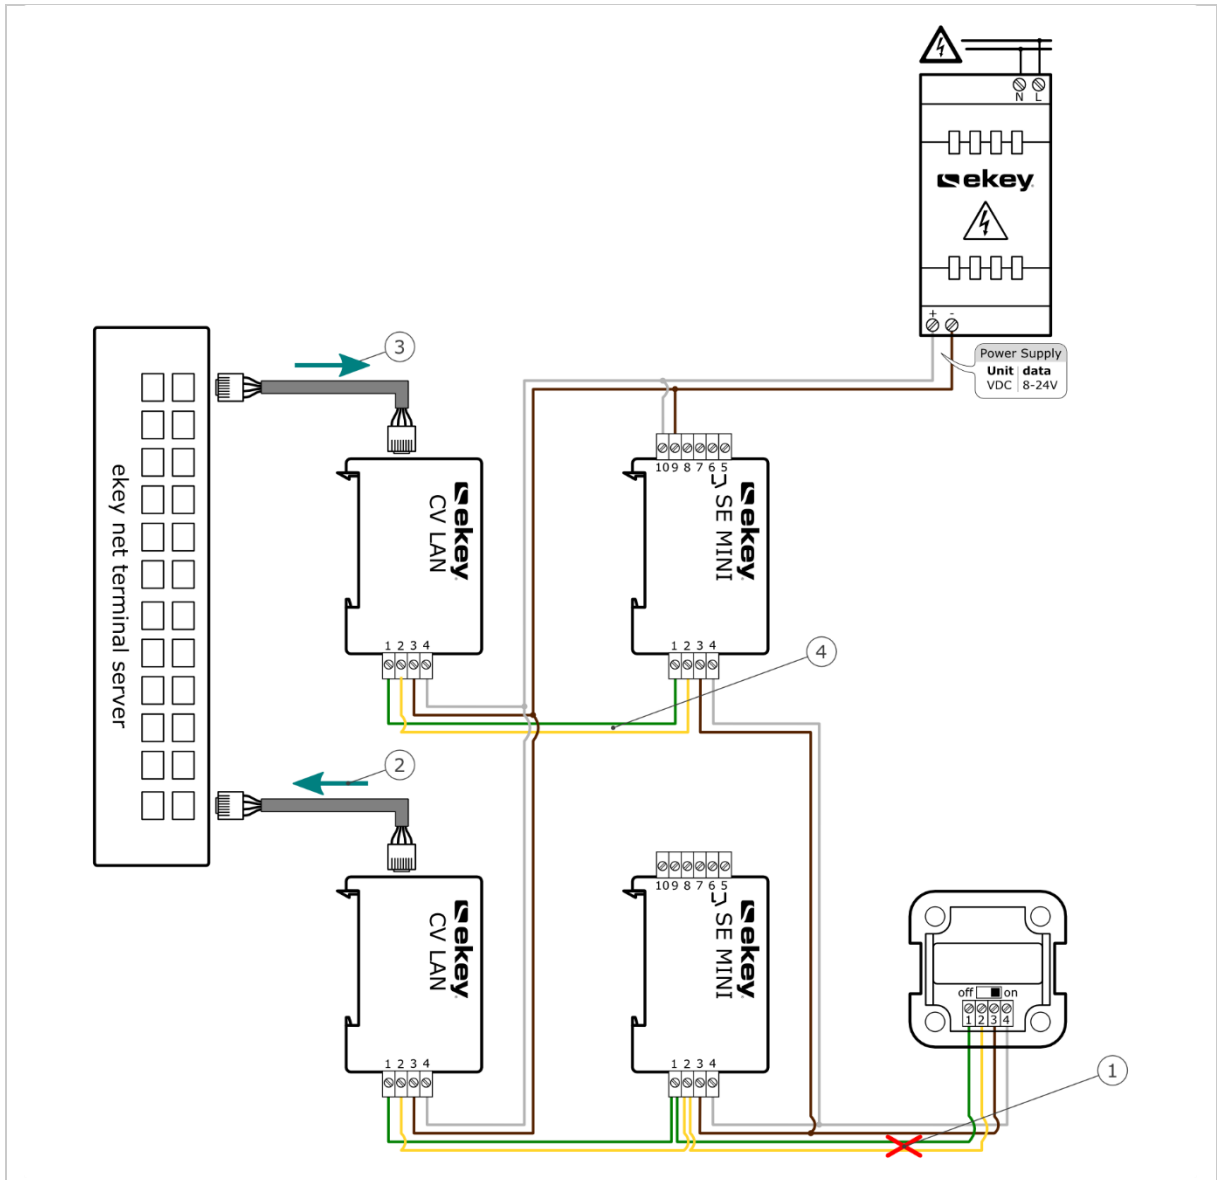 N L
ekey
+ -
Power Supply
Unit data
VDC 8-24V
3
ekey net terminal server
ekey
CV LAN
1 2 3 4
10 9 8 7 6 5
ekey
SE MINI
1 2 3 4
4
2
ekey
CV LAN
1 2 3 4
10 9 8 7 6 5
ekey
SE MINI
1 2 3 4
off on
1 2 3 4
1